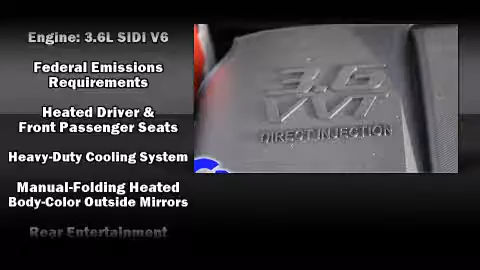 Engine: 3.6L SIDI V6
Federal Emissions
Requirements
Heated Driver &
Front Passenger Seats
Heavy-Duty Cooling System
Manual-Folding Heated
Body-Color Outside Mirrors
Rear Entertainment
3.6
VVT
DIRECT INJECTION